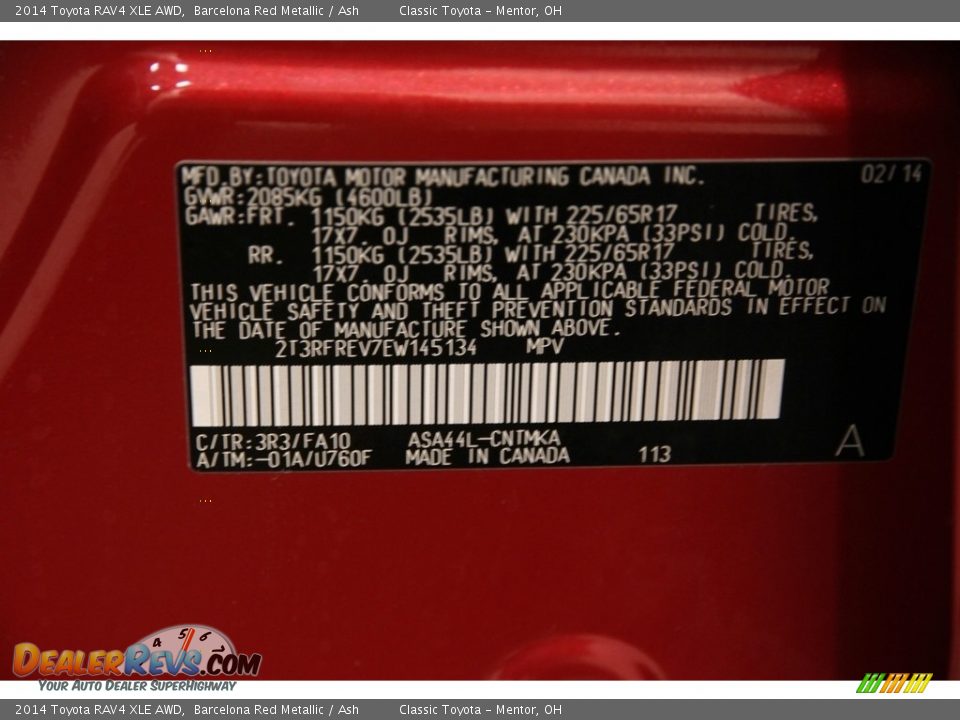 2014 Toyota RAV4 XLE AWD, Barcelona Red Metallic / Ash Classic Toyota - Mentor, OH
MFD.BY:TOYOTA MOTOR MANUFACTURING CANADA INC. 02/14
GVWR:2085KG (4600LB)
GAWR:FRT. 1150KG (2535LB) WITH 225/65R17 TIRES,
17X7.0J RIMS, AT 230KPA (33PSI) COLD.
RR. 1150KG (2535LB) WITH 225/65R17 TIRES,
17X7.0J RIMS, AT 230KPA (33PSI) COLD.
THIS VEHICLE CONFORMS TO ALL APPLICABLE FEDERAL MOTOR
VEHICLE SAFETY AND THEFT PREVENTION STANDARDS IN EFFECT ON
THE DATE OF MANUFACTURE SHOWN ABOVE.
2T3RFREV7EW145134 MPV
C/TR:3R3/FA10 ASA44L-CNTMKA
A/TM:-01A/U760F MADE IN CANADA 113 A
4 5 6
DEALERREVS.COM
YOUR AUTO DEALER SUPERHIGHWAY
2014 Toyota RAV4 XLE AWD, Barcelona Red Metallic / Ash Classic Toyota - Mentor, OH